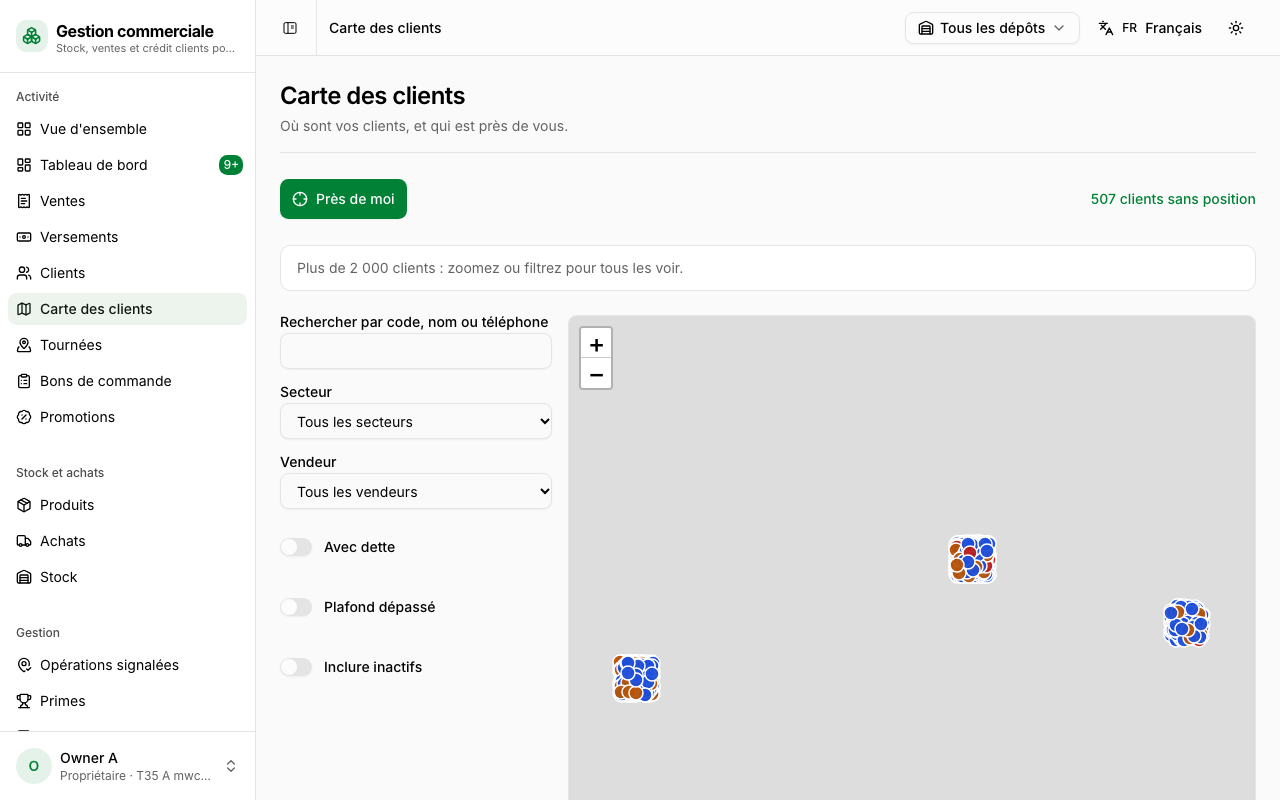 Gestion commerciale
Stock, ventes et crédit clients po...
Activité
Vue d'ensemble
Tableau de bord
9+
Ventes
Versements
Clients
Carte des clients
Tournées
Bons de commande
Promotions
Stock et achats
Produits
Achats
Stock
Gestion
Opérations signalées
Primes
O
Owner A
Propriétaire · T35 A mwc...
Carte des clients
Tous les dépôts
FR Français
Carte des clients
Où sont vos clients, et qui est près de vous.
Près de moi
507 clients sans position
Plus de 2 000 clients : zoomez ou filtrez pour tous les voir.
Rechercher par code, nom ou téléphone
Secteur
Tous les secteurs
Vendeur
Tous les vendeurs
Avec dette
Plafond dépassé
Inclure inactifs
+
−